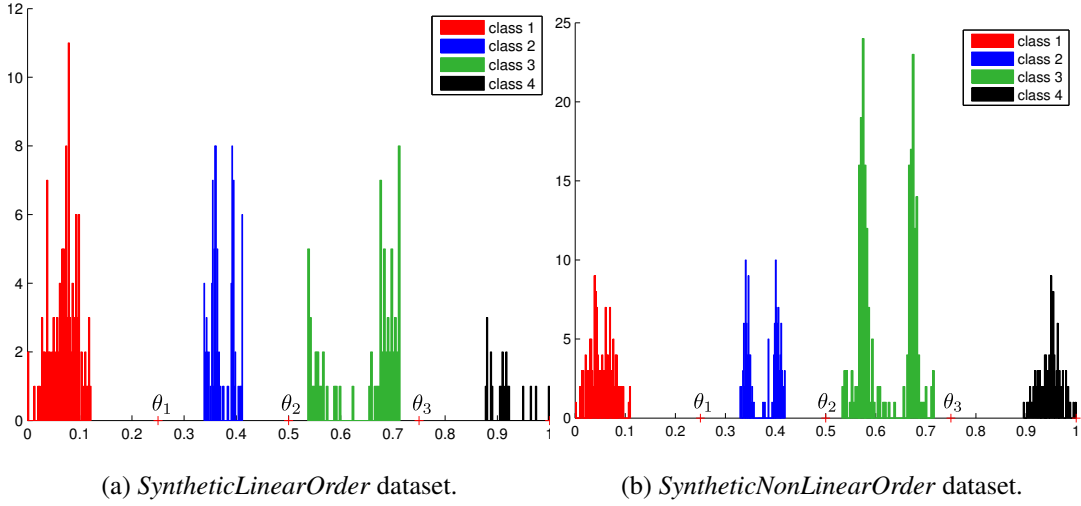 12
10
8
6
4
2
0
0 0.1 0.2 0.3 0.4 0.5 0.6 0.7 0.8 0.9 1
θ1 θ2 θ3
class 1
class 2
class 3
class 4
(a) SyntheticLinearOrder dataset.
25
20
15
10
5
0
0 0.1 0.2 0.3 0.4 0.5 0.6 0.7 0.8 0.9 1
θ1 θ2 θ3
class 1
class 2
class 3
class 4
(b) SyntheticNonLinearOrder dataset.